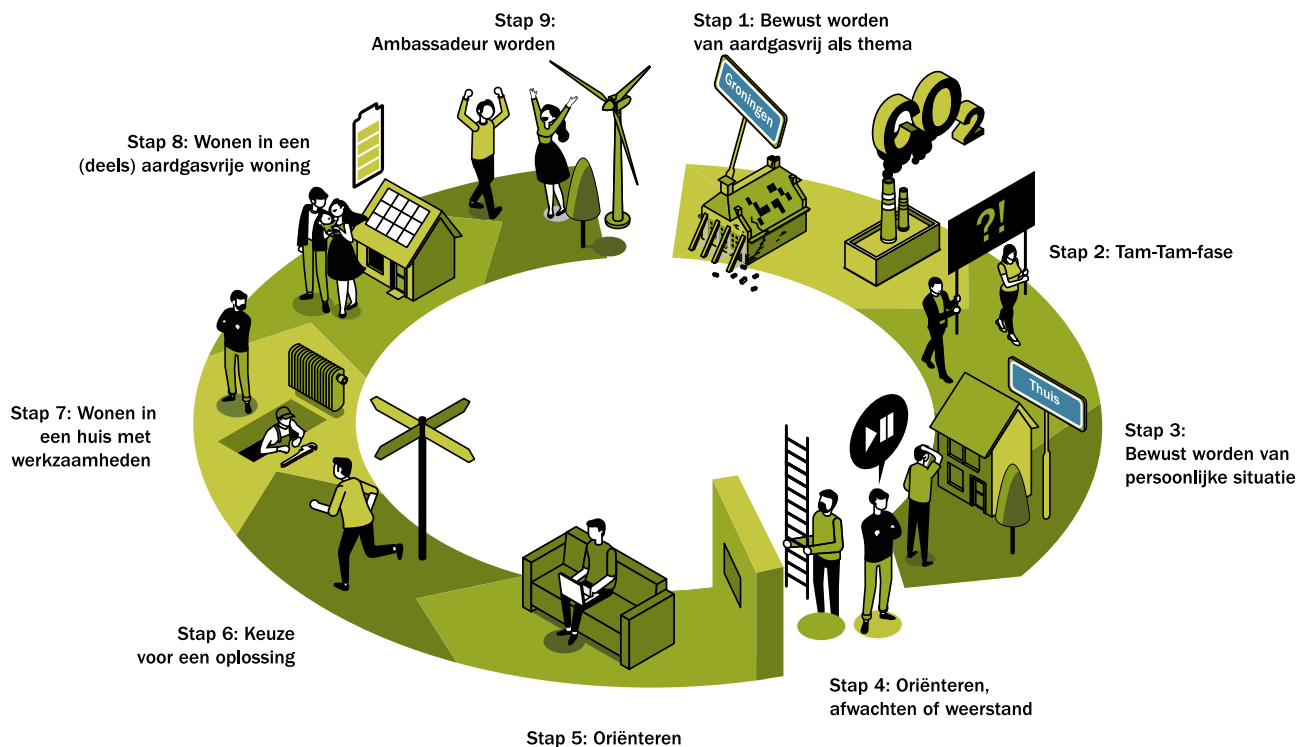 Stap 1: Bewust worden
van aardgasvrij als thema
Groningen
CO2
Stap 2: Tam-Tam-fase
?!
Stap 3:
Bewust worden van
persoonlijke situatie
Thuis
Stap 4: Oriënteren,
afwachten of weerstand
Stap 5: Oriënteren
Stap 6: Keuze
voor een oplossing
Stap 7: Wonen in
een huis met
werkzaamheden
Stap 8: Wonen in een
(deels) aardgasvrije woning
Stap 9:
Ambassadeur worden